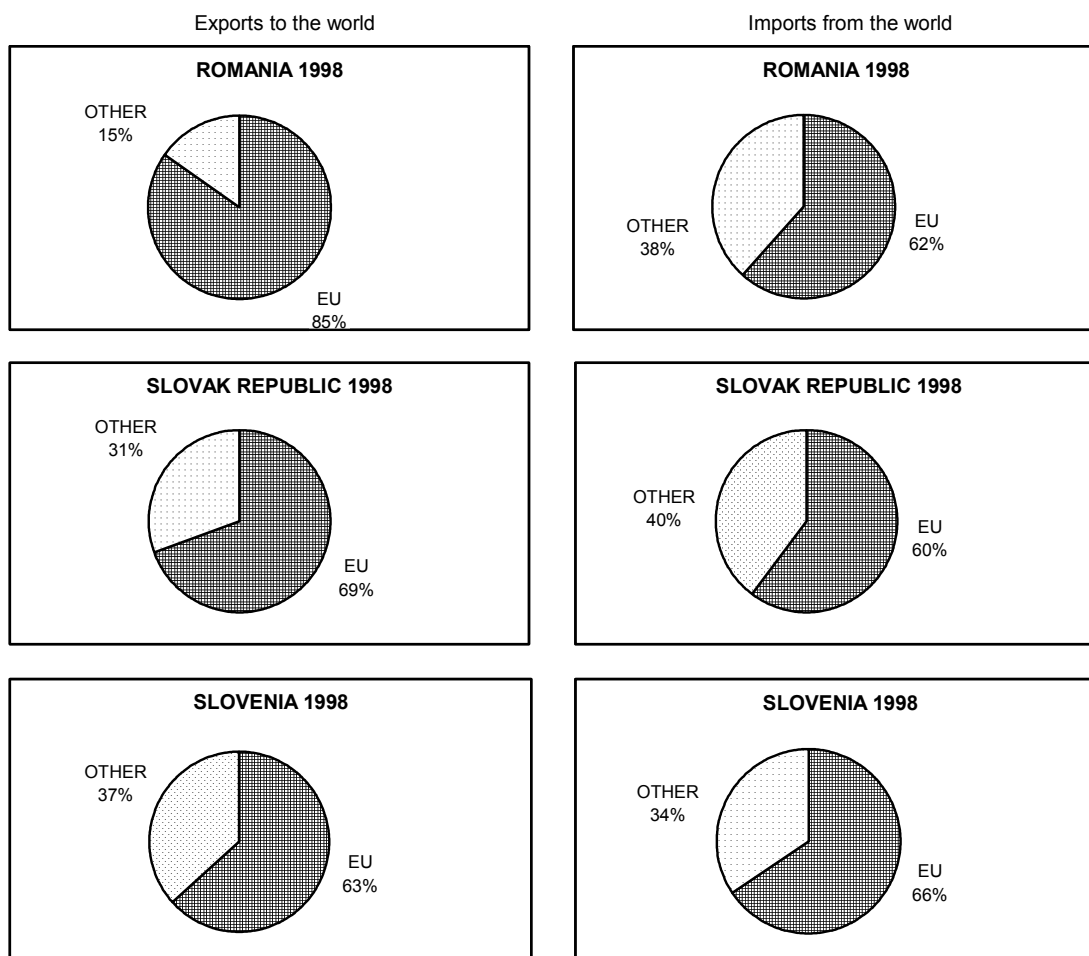 Exports to the world
Imports from the world
ROMANIA 1998
OTHER
15%
EU
85%
ROMANIA 1998
OTHER
38%
EU
62%
SLOVAK REPUBLIC 1998
OTHER
31%
EU
69%
SLOVAK REPUBLIC 1998
OTHER
40%
EU
60%
SLOVENIA 1998
OTHER
37%
EU
63%
SLOVENIA 1998
OTHER
34%
EU
66%